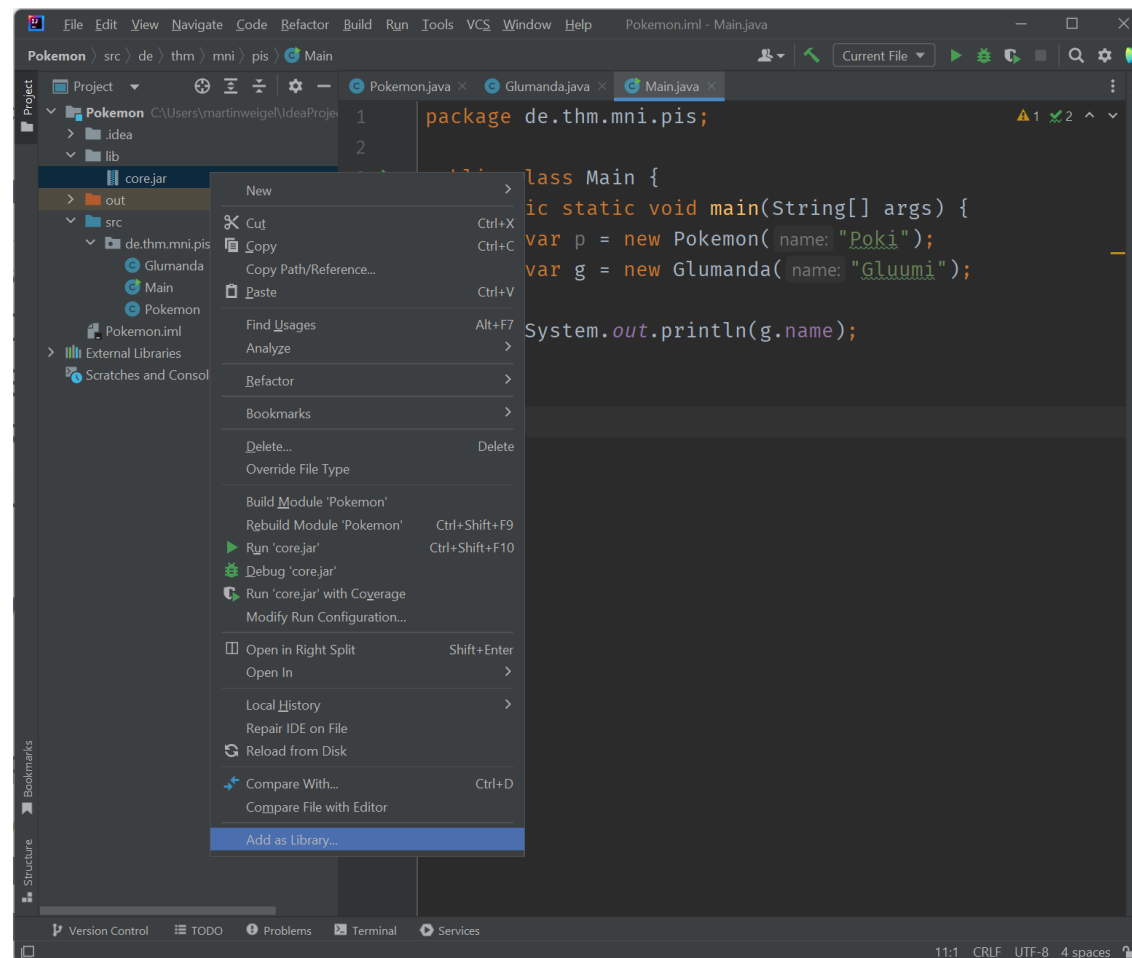 File Edit View Navigate Code Refactor Build Run Tools VCS Window Help Pokemon.iml - Main.java
Pokemon 〉 src 〉 de 〉 thm 〉 mni 〉 pis 〉 Main Current File
Project
Project
Pokemon.java × Glumanda.java × Main.java ×
Pokemon C:\Users\martinweigel\IdeaProje
.idea
lib
core.jar
out
src
de.thm.mni.pis
Glumanda
Main
Pokemon
Pokemon.iml
External Libraries
Scratches and Consol
1 package de.thm.mni.pis;
1 2
2
lass Main {
ic static void main(String[] args) {
var p = new Pokemon( name: "Poki");
var g = new Glumanda( name: "Gluumi");
System.out.println(g.name);
New
Cut Ctrl+X
Copy Ctrl+C
Copy Path/Reference...
Paste Ctrl+V
Find Usages Alt+F7
Analyze
Refactor
Bookmarks
Delete... Delete
Override File Type
Build Module 'Pokemon'
Rebuild Module 'Pokemon' Ctrl+Shift+F9
Run 'core.jar' Ctrl+Shift+F10
Debug 'core.jar'
Run 'core.jar' with Coverage
Modify Run Configuration...
Open in Right Split Shift+Enter
Open In
Local History
Repair IDE on File
Reload from Disk
Compare With... Ctrl+D
Compare File with Editor
Add as Library...
Bookmarks
Structure
Version Control TODO Problems Terminal Services
11:1 CRLF UTF-8 4 spaces